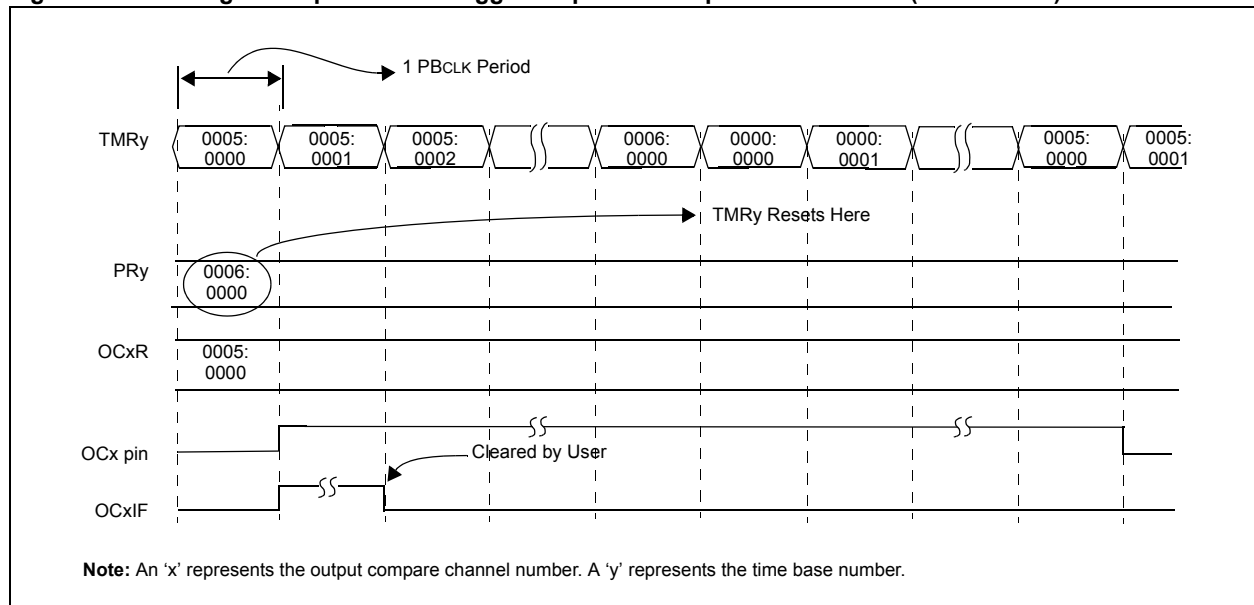 1 PBCLK Period
TMRy
0005:
0000
0005:
0001
0005:
0002
0006:
0000
0000:
0000
0000:
0001
0005:
0000
0005:
0001
TMRy Resets Here
PRy
0006:
0000
OCxR
0005:
0000
OCx pin
Cleared by User
OCxIF
Note: An 'x' represents the output compare channel number. A 'y' represents the time base number.